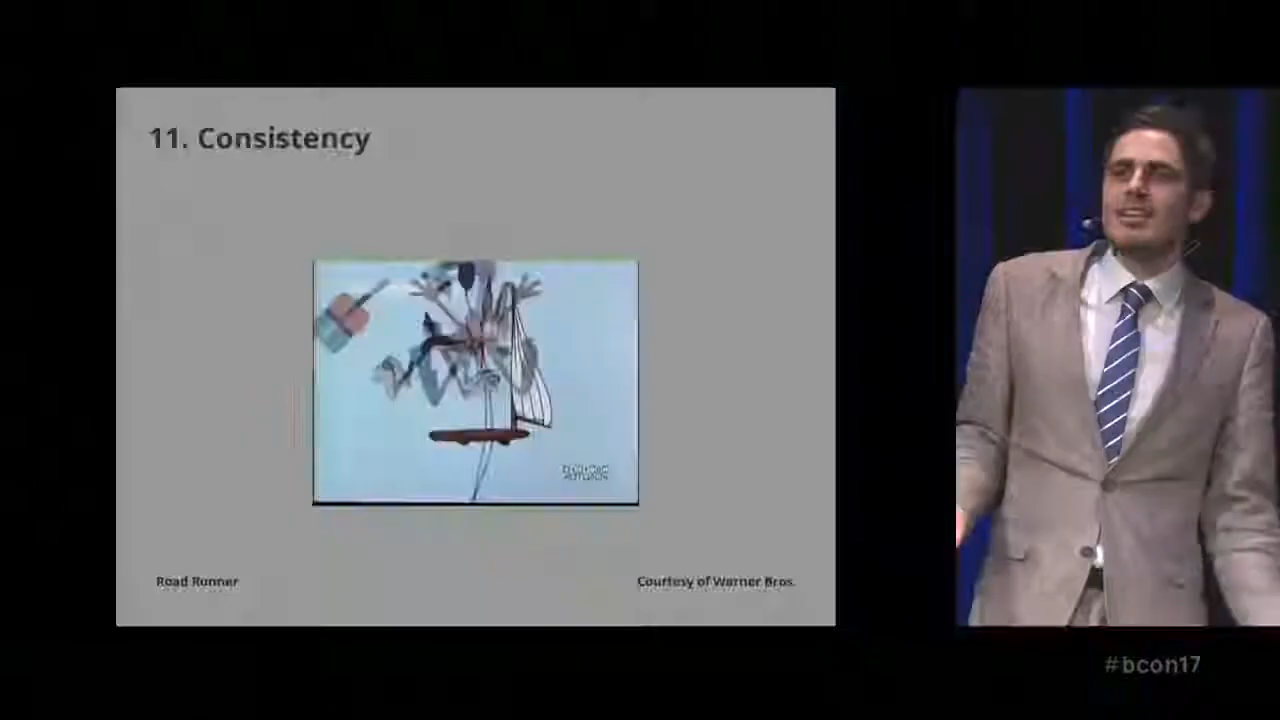 11. Consistency
Road Runner
Courtesy of Warner Bros.
#bcon17